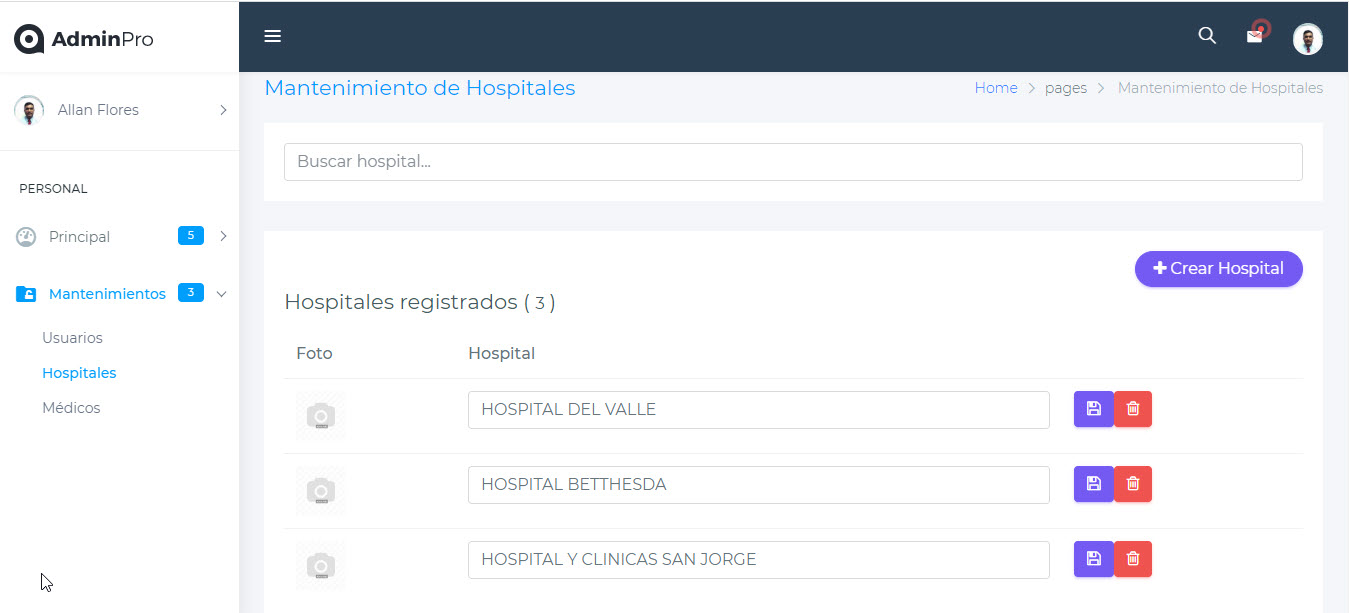 AdminPro
Mantenimiento de Hospitales
Home > pages > Mantenimiento de Hospitales
Allan Flores
Buscar hospital...
PERSONAL
Principal 5
Mantenimientos 3
Usuarios
Hospitales
Médicos
Crear Hospital
Hospitales registrados ( 3 )
Foto Hospital
HOSPITAL DEL VALLE
HOSPITAL BETTHESDA
HOSPITAL Y CLINICAS SAN JORGE